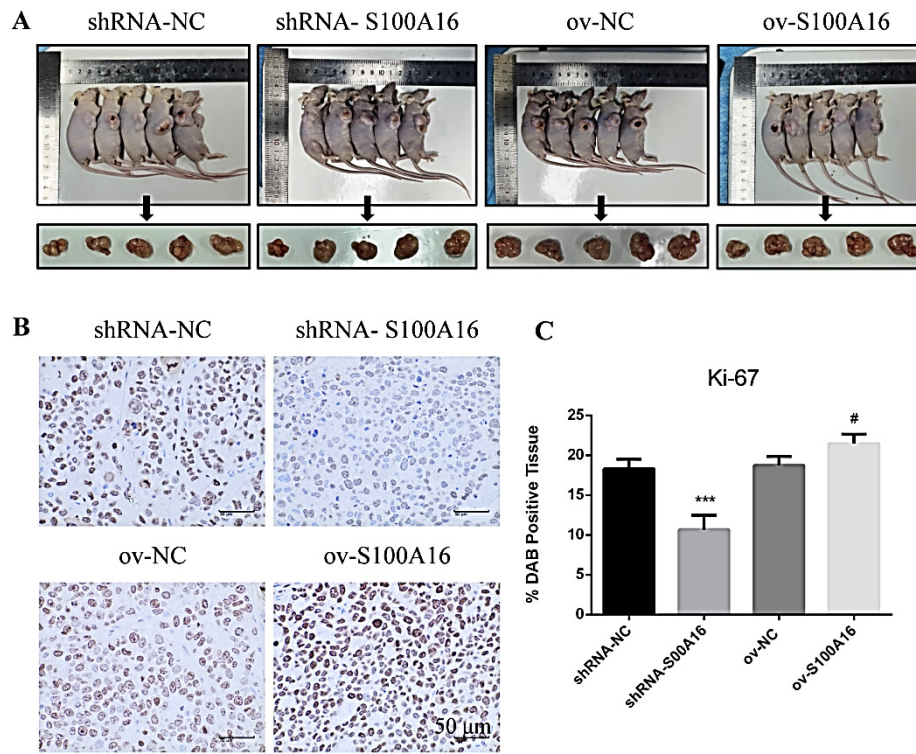 A
shRNA-NC shRNA- S100A16 ov-NC ov-S100A16
B
shRNA-NC shRNA- S100A16
ov-NC ov-S100A16
50 μm
C
Ki-67
% DAB Positive Tissue
25
20
15
10
5
0
***
#
shRNA-NC
shRNA-S00A16
ov-NC
ov-S100A16